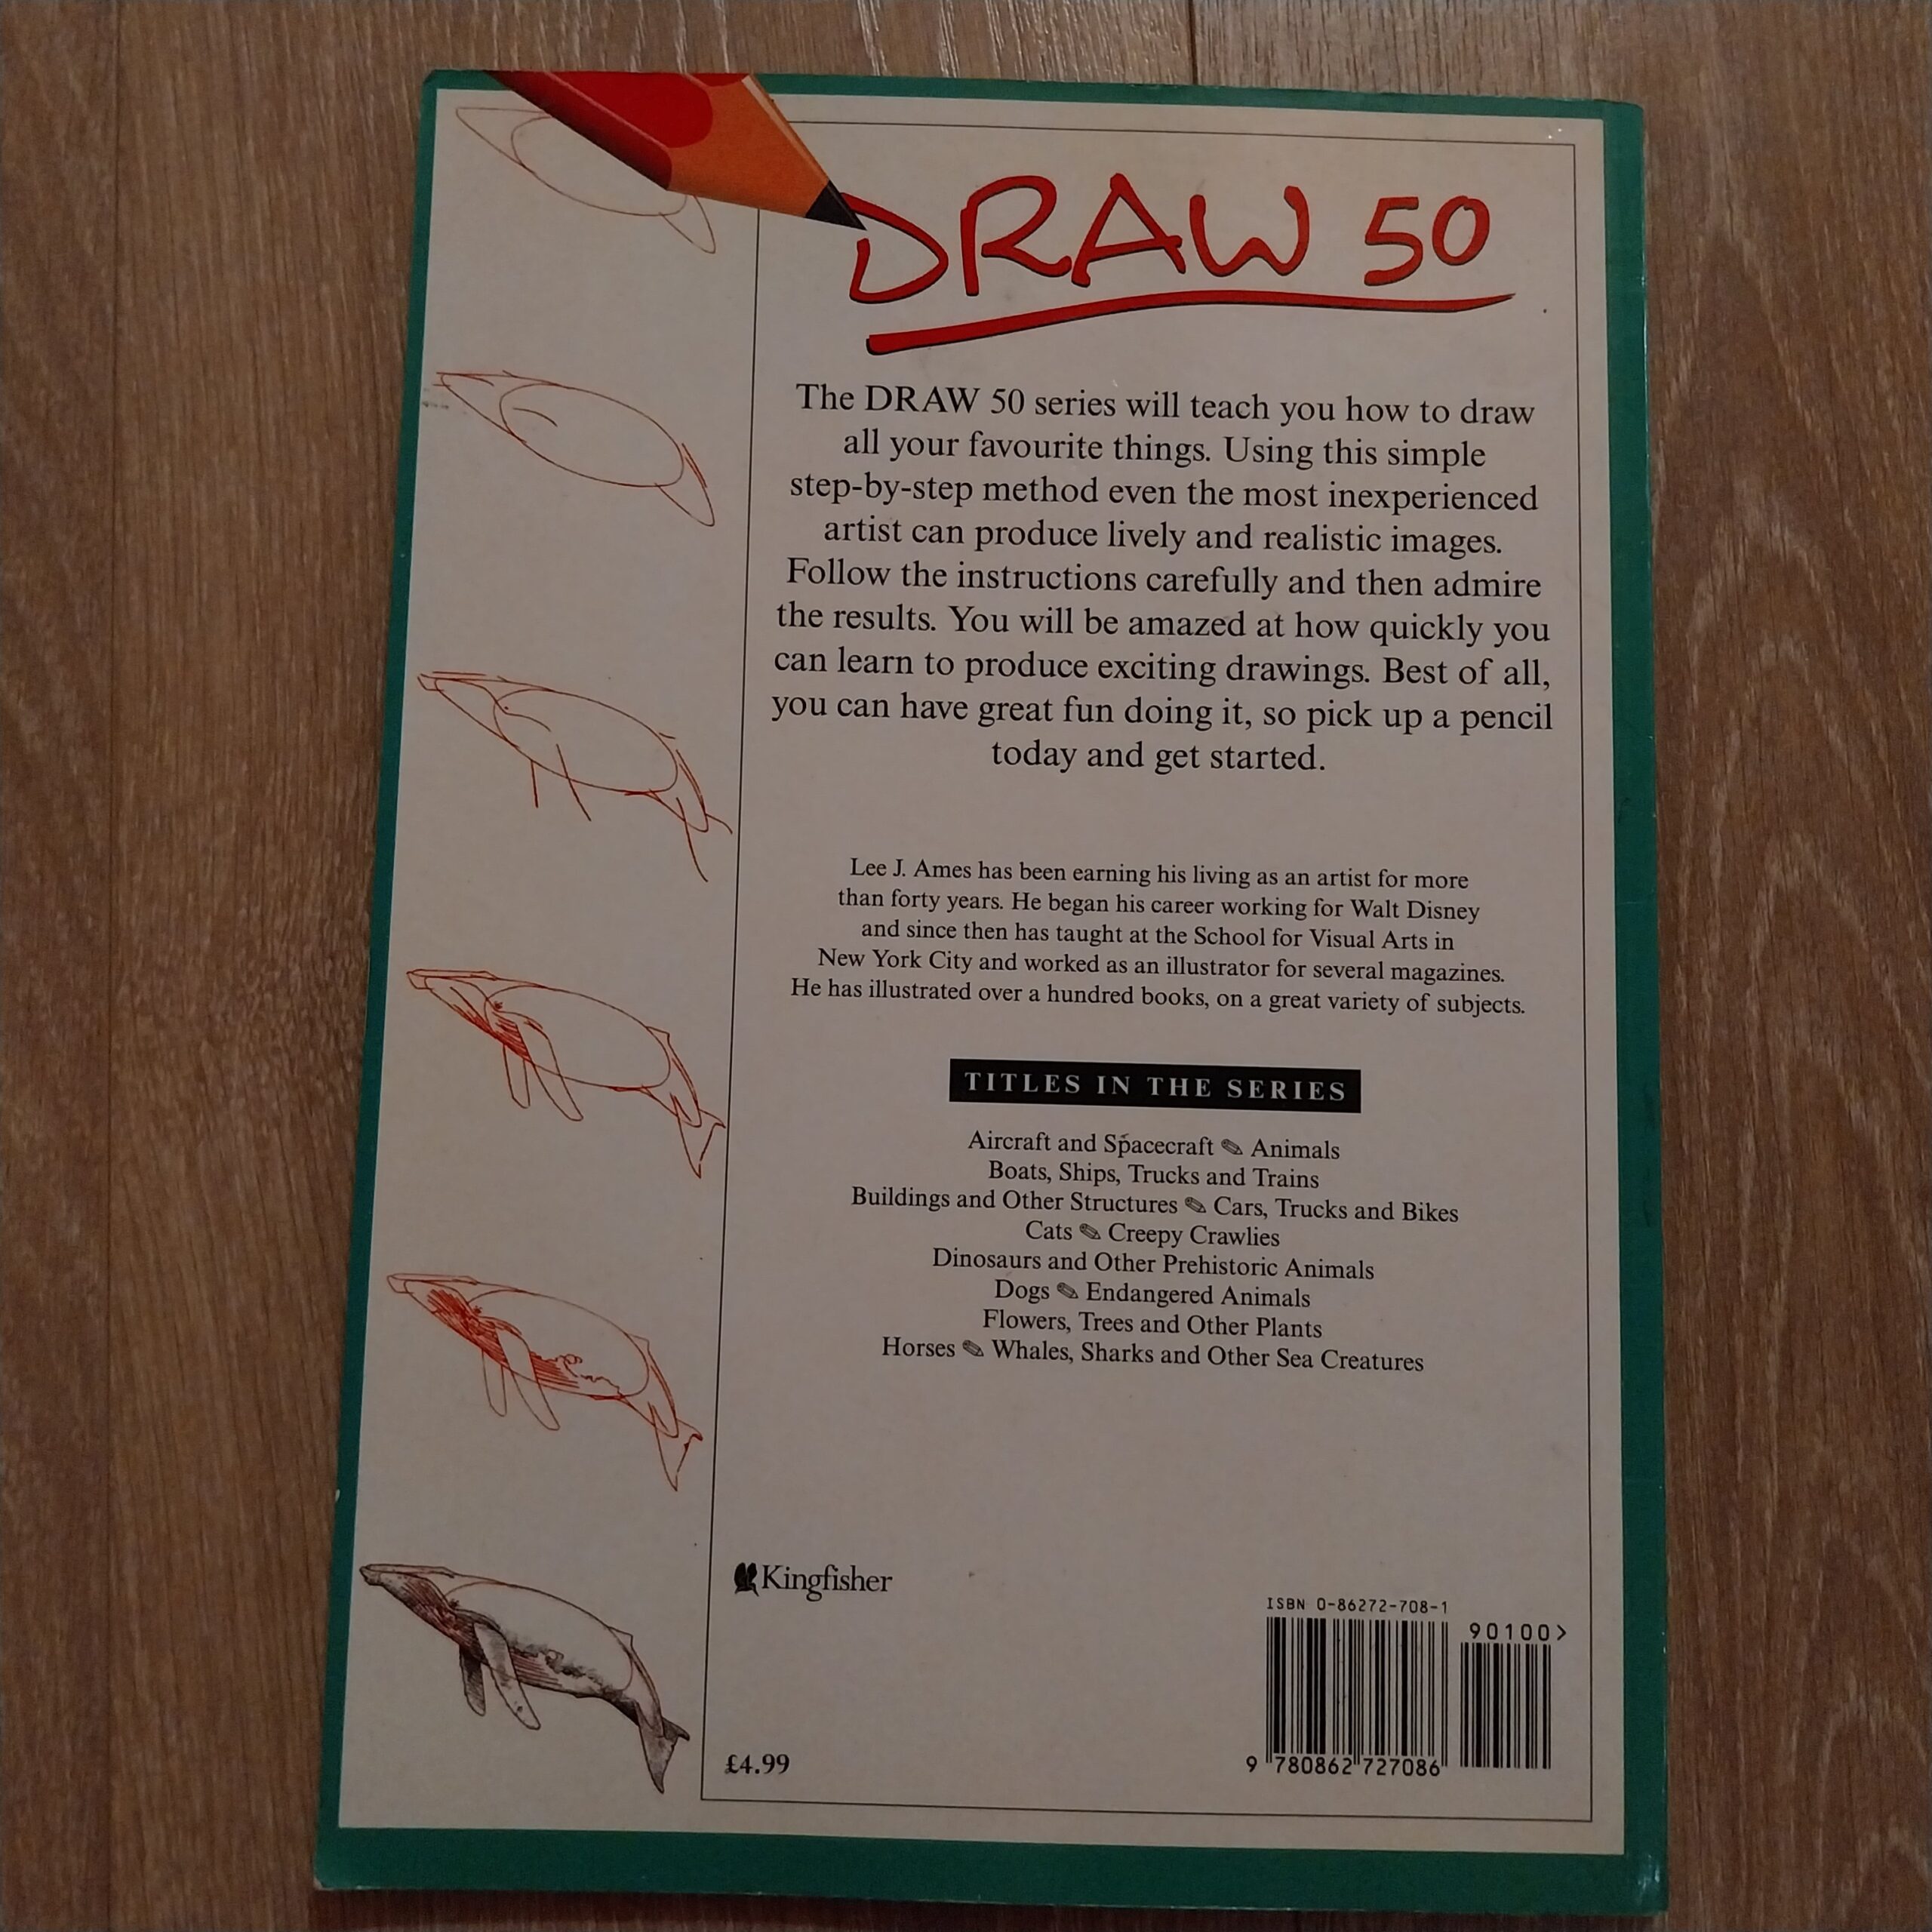 DRAW 50
The DRAW 50 series will teach you how to draw
all your favourite things. Using this simple
step-by-step method even the most inexperienced
artist can produce lively and realistic images.
Follow the instructions carefully and then admire
the results. You will be amazed at how quickly you
can learn to produce exciting drawings. Best of all,
you can have great fun doing it, so pick up a pencil
today and get started.
Lee J. Ames has been earning his living as an artist for more
than forty years. He began his career working for Walt Disney
and since then has taught at the School for Visual Arts in
New York City and worked as an illustrator for several magazines.
He has illustrated over a hundred books, on a great variety of subjects.
TITLES IN THE SERIES
Aircraft and Spacecraft ✎ Animals
Boats, Ships, Trucks and Trains
Buildings and Other Structures ✎ Cars, Trucks and Bikes
Cats ✎ Creepy Crawlies
Dinosaurs and Other Prehistoric Animals
Dogs ✎ Endangered Animals
Flowers, Trees and Other Plants
Horses ✎ Whales, Sharks and Other Sea Creatures
Kingfisher
ISBN 0-86272-708-1
90100>
£4.99
9 780862 727086